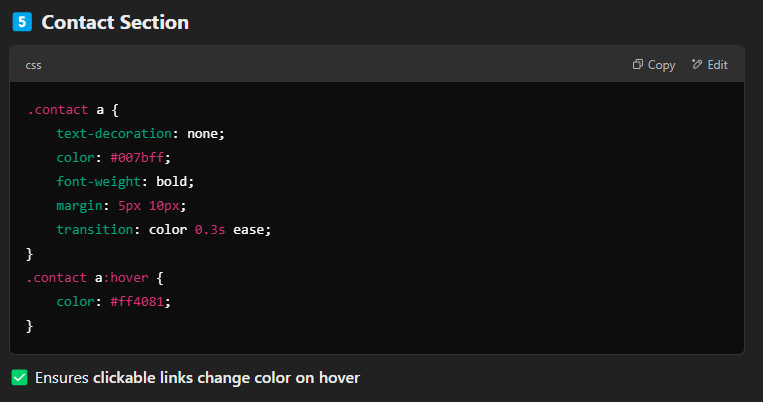 5 Contact Section
css Copy Edit
.contact a {
    text-decoration: none;
    color: #007bff;
    font-weight: bold;
    margin: 5px 10px;
    transition: color 0.3s ease;
}
.contact a:hover {
    color: #ff4081;
}
✅ Ensures clickable links change color on hover